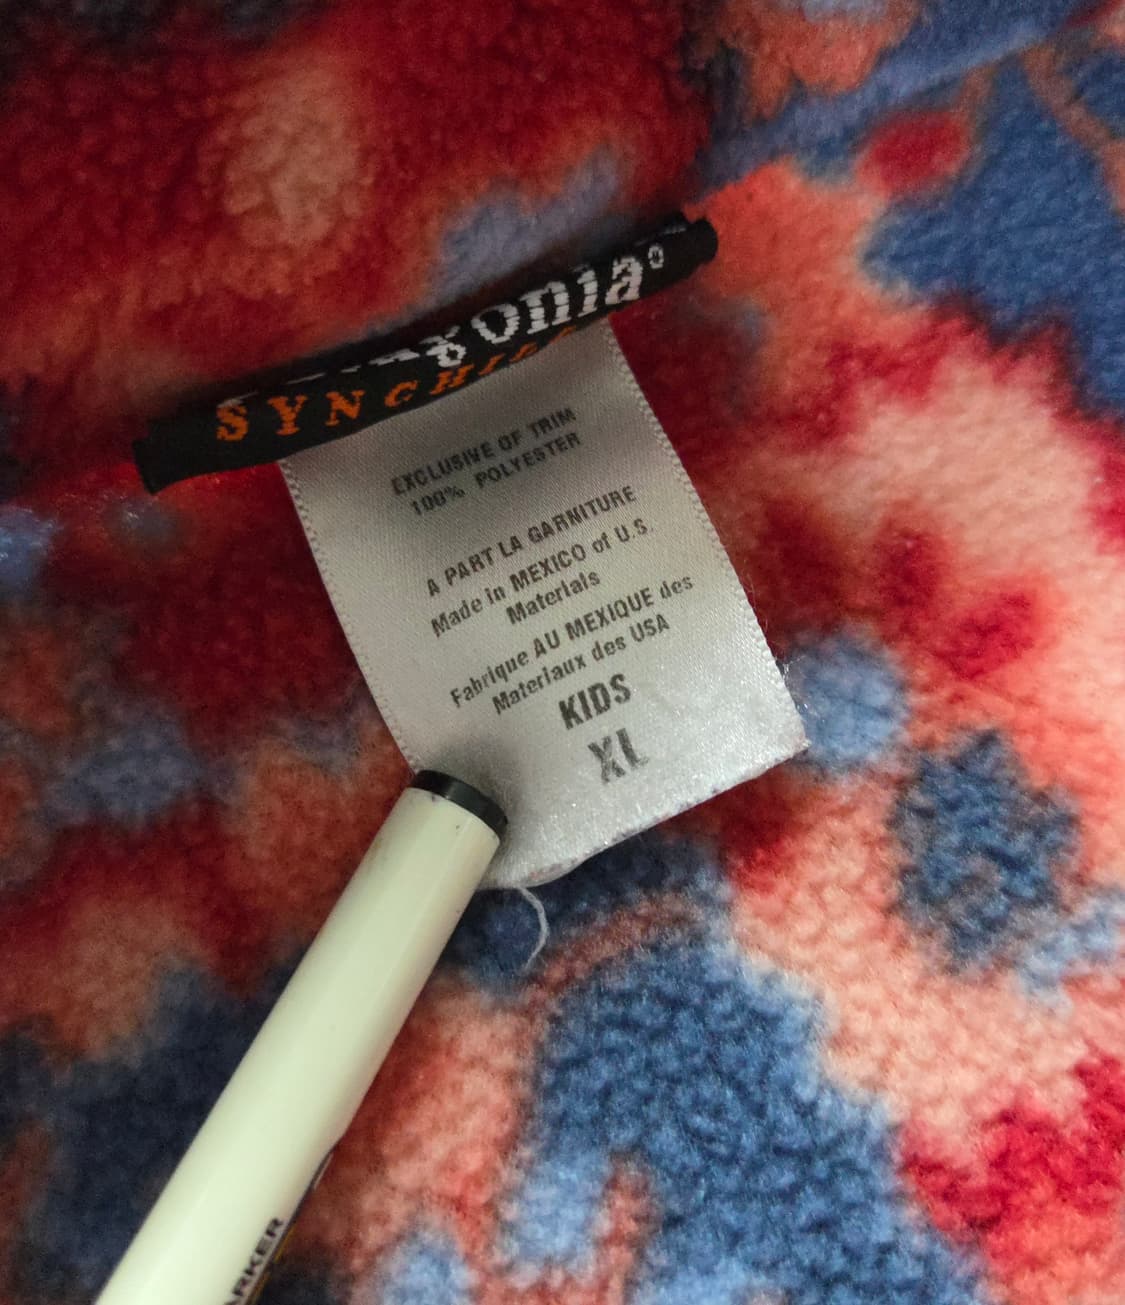 SYNCHIL
EXCLUSIVE OF TRIM
100% POLYESTER
A PART LA GARNITURE
Made in MEXICO of U.S.
Materials
Fabrique AU MEXIQUE des
Materiaux des USA
KIDS
XL